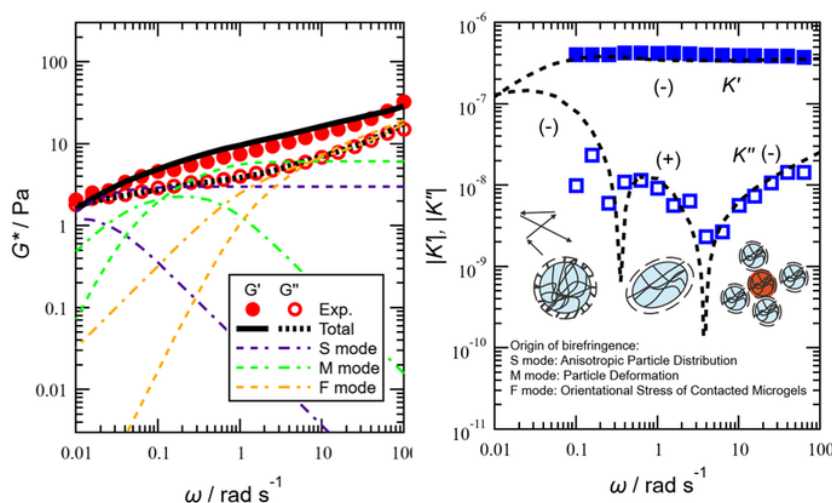 G* / Pa
100
10
1
0.1
0.01
0.01 0.1 1 10 100
ω / rad s⁻¹
G' G''
Exp.
Total
S mode
M mode
F mode
|K'|, |K''|
10⁻⁶
10⁻⁷
10⁻⁸
10⁻⁹
10⁻¹⁰
10⁻¹¹
(-) K'
(-)
(+) K'' (-)
Origin of birefringence:
S mode: Anisotropic Particle Distribution
M mode: Particle Deformation
F mode: Orientational Stress of Contacted Microgels
0.01 0.1 1 10 100
ω / rad s⁻¹